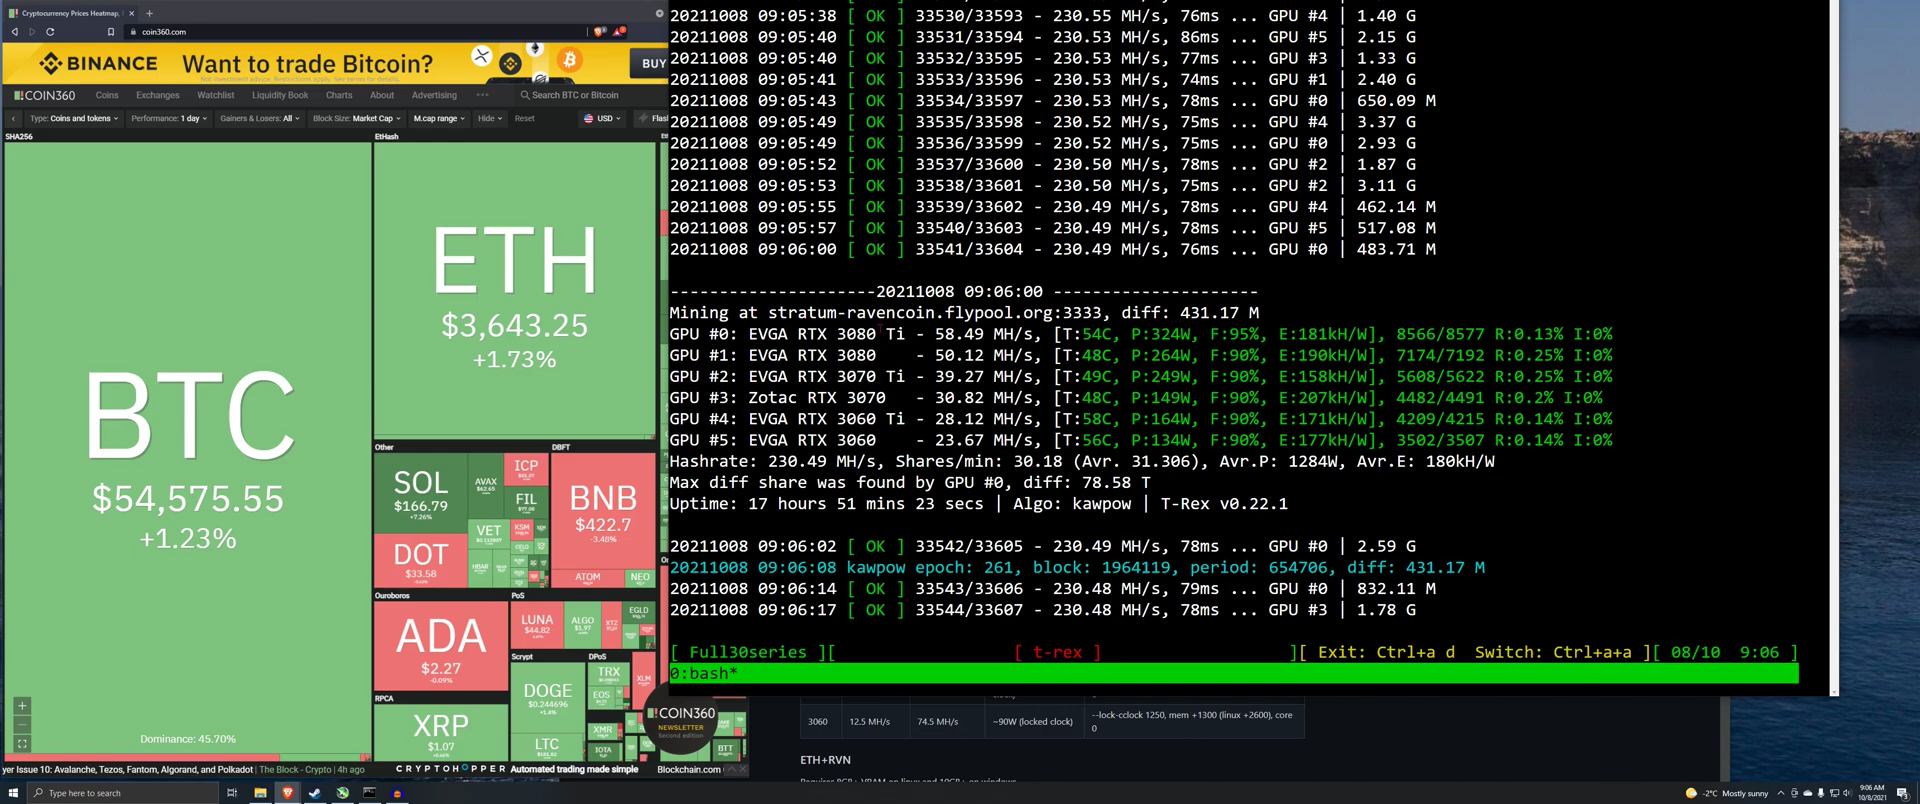 Cryptocurrency Prices Heatmap,
coin360.com
BINANCE Want to trade Bitcoin? BUY
COIN360 Coins Exchanges Watchlist Liquidity Book Charts About Advertising ••• Search BTC or Bitcoin
Type: Coins and tokens Performance: 1 day Gainers & Losers: All Block Size: Market Cap M.cap range Hide Reset USD Flas
SHA256
BTC
$54,575.55
+1.23%
Dominance: 45.70%
EtHash
ETH
$3,643.25
+1.73%
Other
SOL
$166.79
+7.26%
AVAX
$62.65
ICP
FIL
VET
KSM
CELO
HBAR
DOT
$33.58
DBFT
BNB
$422.7
-3.48%
ATOM
NEO
Ouroboros
ADA
$2.27
-0.09%
PoS
LUNA
$44.82
ALGO
$1.97
XTZ
EGLD
RPCA
XRP
$1.07
Scrypt
DOGE
$0.244696
+1.4%
LTC
DPoS
TRX
EOS
XLM
XMR
IOTA
BTT
COIN360
NEWSLETTER
Second edition
yer Issue 10: Avalanche, Tezos, Fantom, Algorand, and Polkadot | The Block - Crypto | 4h ago
CRYPTOHOPPER Automated trading made simple Blockchain.com
20211008 09:05:38 [ OK ] 33530/33593 - 230.55 MH/s, 76ms ... GPU #4 | 1.40 G
20211008 09:05:40 [ OK ] 33531/33594 - 230.53 MH/s, 86ms ... GPU #5 | 2.15 G
20211008 09:05:40 [ OK ] 33532/33595 - 230.53 MH/s, 77ms ... GPU #3 | 1.33 G
20211008 09:05:41 [ OK ] 33533/33596 - 230.53 MH/s, 74ms ... GPU #1 | 2.40 G
20211008 09:05:43 [ OK ] 33534/33597 - 230.53 MH/s, 78ms ... GPU #0 | 650.09 M
20211008 09:05:49 [ OK ] 33535/33598 - 230.52 MH/s, 75ms ... GPU #4 | 3.37 G
20211008 09:05:49 [ OK ] 33536/33599 - 230.52 MH/s, 75ms ... GPU #0 | 2.93 G
20211008 09:05:52 [ OK ] 33537/33600 - 230.50 MH/s, 78ms ... GPU #2 | 1.87 G
20211008 09:05:53 [ OK ] 33538/33601 - 230.50 MH/s, 75ms ... GPU #2 | 3.11 G
20211008 09:05:55 [ OK ] 33539/33602 - 230.49 MH/s, 78ms ... GPU #4 | 462.14 M
20211008 09:05:57 [ OK ] 33540/33603 - 230.49 MH/s, 78ms ... GPU #5 | 517.08 M
20211008 09:06:00 [ OK ] 33541/33604 - 230.49 MH/s, 76ms ... GPU #0 | 483.71 M
---------------------20211008 09:06:00 ---------------------
Mining at stratum-ravencoin.flypool.org:3333, diff: 431.17 M
GPU #0: EVGA RTX 3080 Ti - 58.49 MH/s, [T:54C, P:324W, F:95%, E:181kH/W], 8566/8577 R:0.13% I:0%
GPU #1: EVGA RTX 3080 - 50.12 MH/s, [T:48C, P:264W, F:90%, E:190kH/W], 7174/7192 R:0.25% I:0%
GPU #2: EVGA RTX 3070 Ti - 39.27 MH/s, [T:49C, P:249W, F:90%, E:158kH/W], 5608/5622 R:0.25% I:0%
GPU #3: Zotac RTX 3070 - 30.82 MH/s, [T:48C, P:149W, F:90%, E:207kH/W], 4482/4491 R:0.2% I:0%
GPU #4: EVGA RTX 3060 Ti - 28.12 MH/s, [T:58C, P:164W, F:90%, E:171kH/W], 4209/4215 R:0.14% I:0%
GPU #5: EVGA RTX 3060 - 23.67 MH/s, [T:56C, P:134W, F:90%, E:177kH/W], 3502/3507 R:0.14% I:0%
Hashrate: 230.49 MH/s, Shares/min: 30.18 (Avr. 31.306), Avr.P: 1284W, Avr.E: 180kH/W
Max diff share was found by GPU #0, diff: 78.58 T
Uptime: 17 hours 51 mins 23 secs | Algo: kawpow | T-Rex v0.22.1
20211008 09:06:02 [ OK ] 33542/33605 - 230.49 MH/s, 78ms ... GPU #0 | 2.59 G
20211008 09:06:08 kawpow epoch: 261, block: 1964119, period: 654706, diff: 431.17 M
20211008 09:06:14 [ OK ] 33543/33606 - 230.48 MH/s, 79ms ... GPU #0 | 832.11 M
20211008 09:06:17 [ OK ] 33544/33607 - 230.48 MH/s, 78ms ... GPU #3 | 1.78 G
[ Full30series ][ [ t-rex ] ][ Exit: Ctrl+a d Switch: Ctrl+a+a ][ 08/10 9:06 ]
0:bash*
3060 12.5 MH/s 74.5 MH/s ~90W (locked clock) --lock-cclock 1250, mem +1300 (linux +2600), core
0
ETH+RVN
Type here to search
-2°C Mostly sunny
9:06 AM
10/8/2021